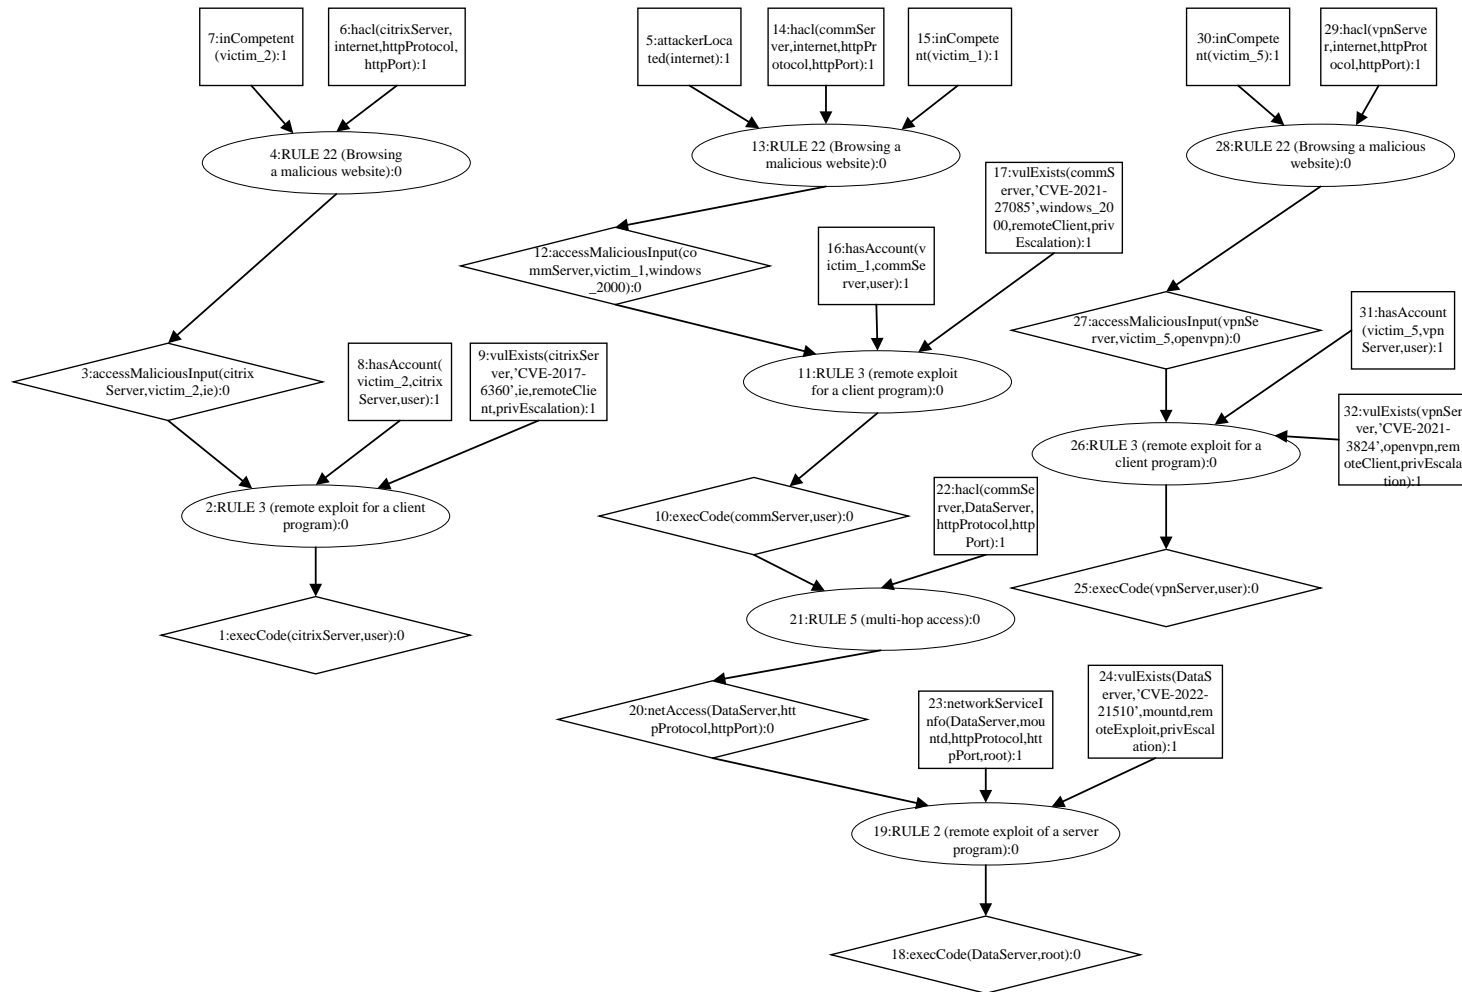 7:inCompetent
(victim_2):1
6:hacl(citrixServer,
internet,httpProtocol,
httpPort):1
5:attackerLoca
ted(internet):1
14:hacl(commSer
ver,internet,httpPr
otocol,httpPort):1
15:inCompete
nt(victim_1):1
30:inCompete
nt(victim_5):1
29:hacl(vpnServe
r,internet,httpProt
ocol,httpPort):1
4:RULE 22 (Browsing
a malicious website):0
13:RULE 22 (Browsing a
malicious website):0
28:RULE 22 (Browsing a malicious
website):0
17:vulExists(commS
erver,’CVE-2021-
27085’,windows_20
00,remoteClient,priv
Escalation):1
12:accessMaliciousInput(co
mmServer,victim_1,windows
_2000):0
16:hasAccount(v
ictim_1,commSe
rver,user):1
27:accessMaliciousInput(vpnSe
rver,victim_5,openvpn):0
31:hasAccount
(victim_5,vpn
Server,user):1
3:accessMaliciousInput(citrix
Server,victim_2,ie):0
8:hasAccount(
victim_2,citrix
Server,user):1
9:vulExists(citrixSer
ver,’CVE-2017-
6360’,ie,remoteClie
nt,privEscalation):1
11:RULE 3 (remote exploit
for a client program):0
26:RULE 3 (remote exploit for a
client program):0
32:vulExists(vpnSer
ver,’CVE-2021-
3824’,openvpn,rem
oteClient,privEscala
tion):1
2:RULE 3 (remote exploit for a client
program):0
10:execCode(commServer,user):0
22:hacl(commSe
rver,DataServer,
httpProtocol,http
Port):1
25:execCode(vpnServer,user):0
1:execCode(citrixServer,user):0
21:RULE 5 (multi-hop access):0
20:netAccess(DataServer,htt
pProtocol,httpPort):0
23:networkServiceI
nfo(DataServer,mou
ntd,httpProtocol,htt
pPort,root):1
24:vulExists(DataS
erver,’CVE-2022-
21510’,mountd,rem
oteExploit,privEscal
ation):1
19:RULE 2 (remote exploit of a server
program):0
18:execCode(DataServer,root):0